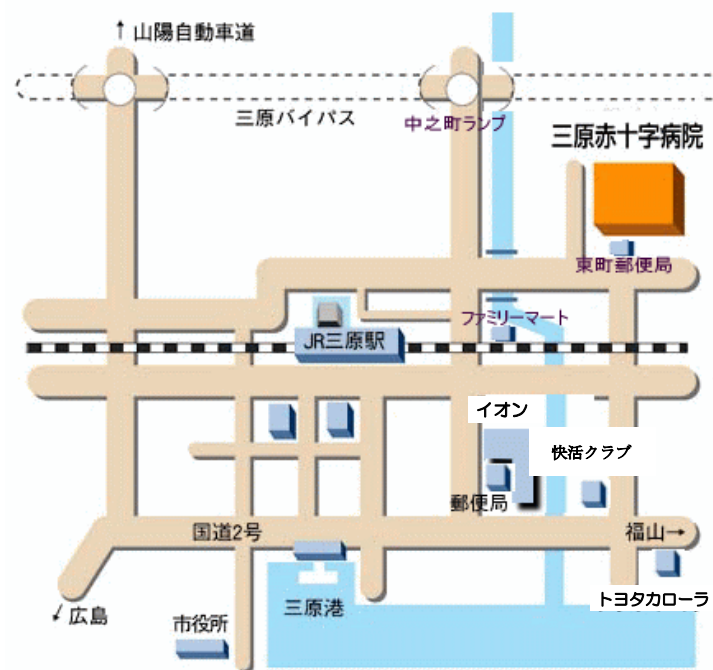 ↑山陽自動車道
三原バイパス
中之町ランプ
三原赤十字病院
東町郵便局
ファミリーマート
JR三原駅
イオン
快活クラブ
郵便局
国道2号
福山→
トヨタカローラ
三原港
↙広島
市役所